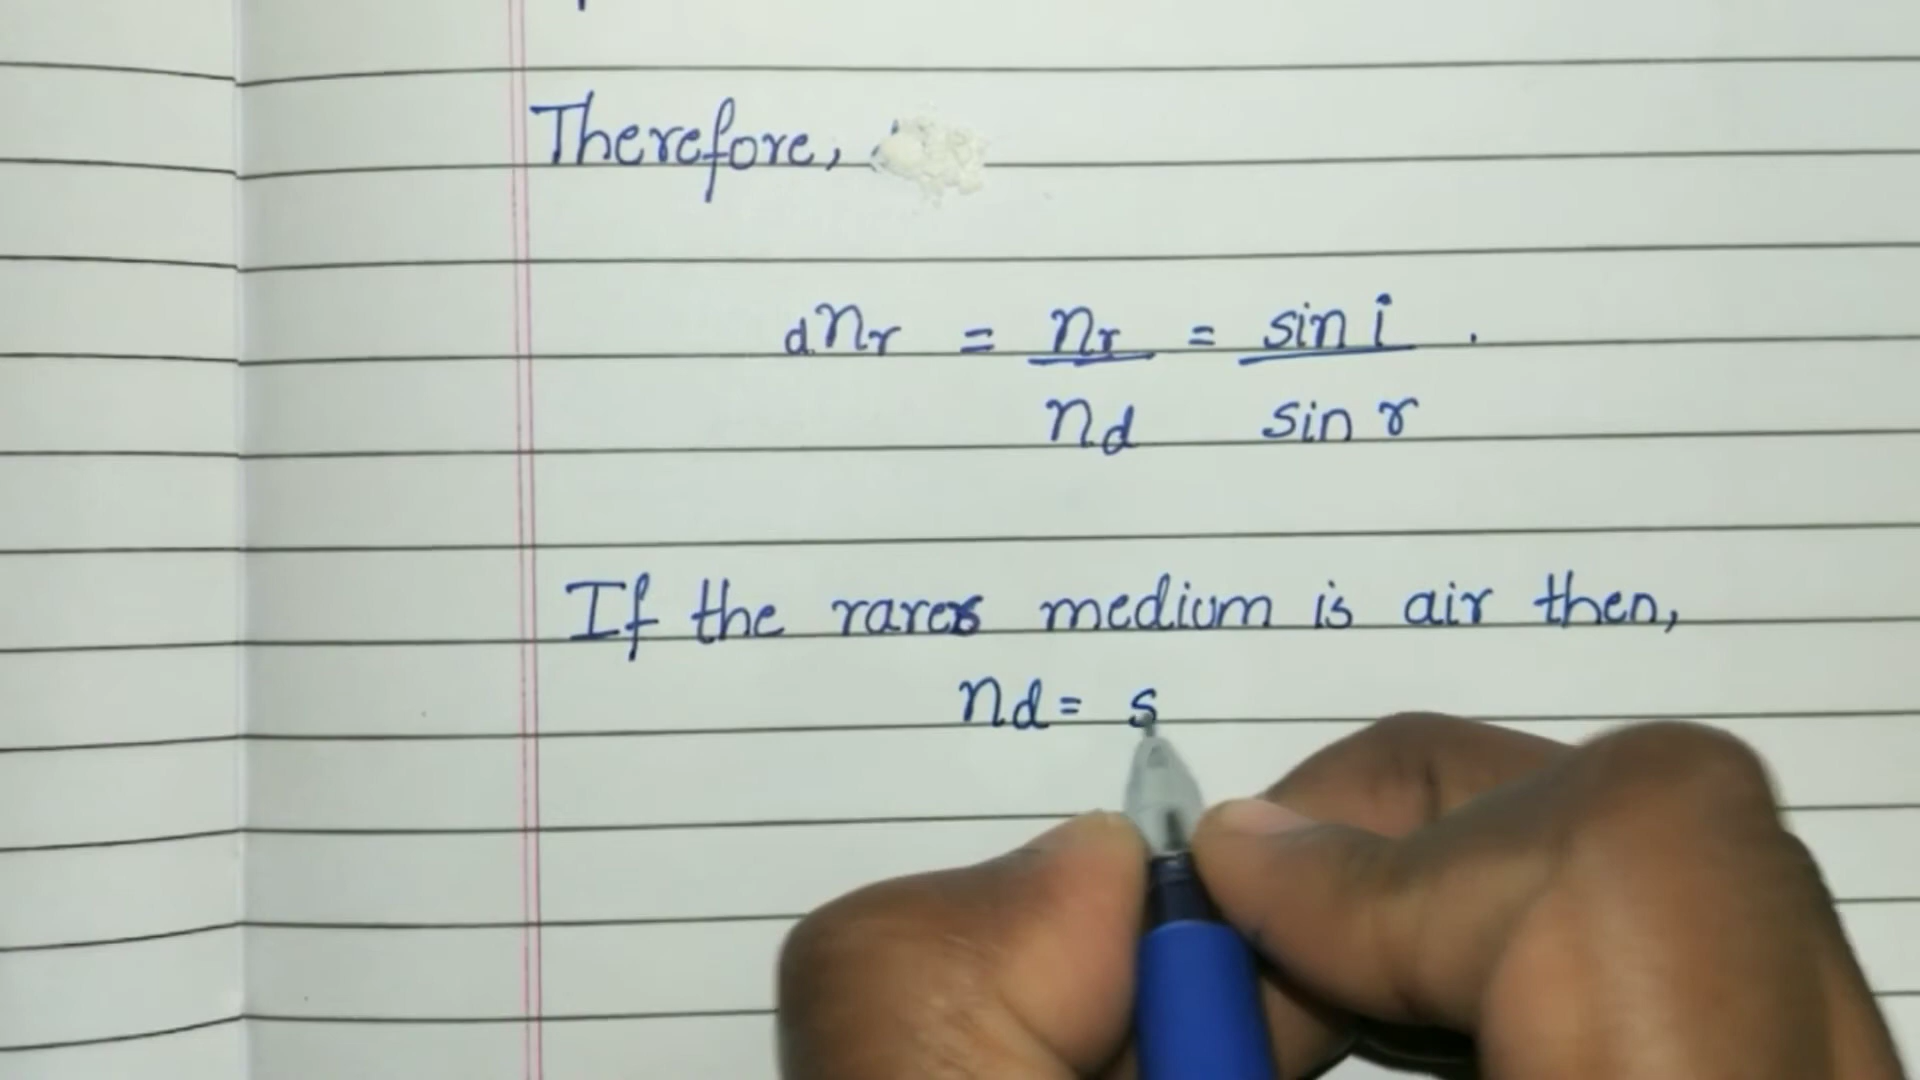 Therefore,
dnr = nr/nd = sin i/sin r .
If the rarer medium is air then,
nd = s